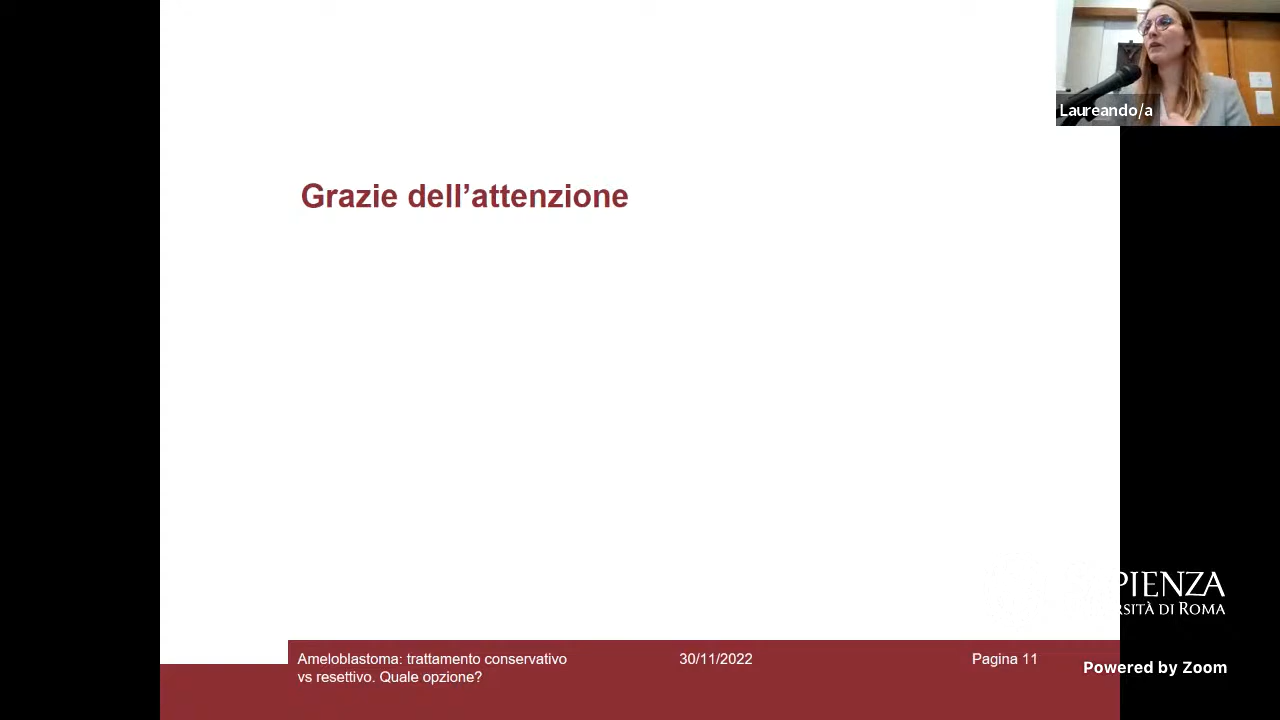 Laureando/a
Grazie dell’attenzione
PIENZA
RSITÀ DI ROMA
Ameloblastoma: trattamento conservativo
vs resettivo. Quale opzione?
30/11/2022
Pagina 11
Powered by Zoom